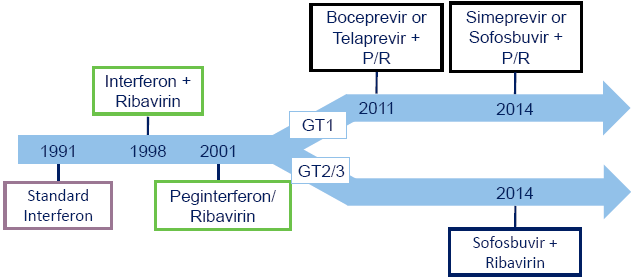 Boceprevir or
Telaprevir +
P/R
Simeprevir or
Sofosbuvir +
P/R
Interferon +
Ribavirin
2011
2014
GT1
1991
1998
2001
GT2/3
Standard
Interferon
Peginterferon/
Ribavirin
2014
Sofosbuvir +
Ribavirin